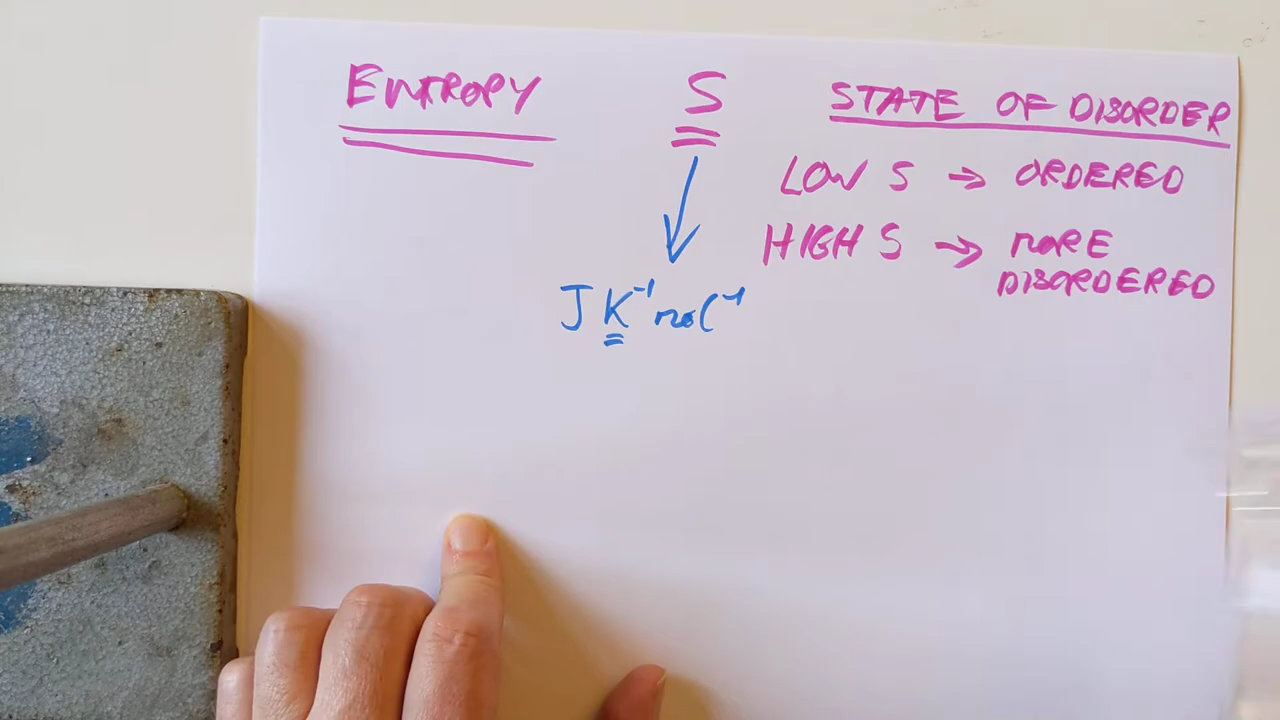 ENTROPY S STATE OF DISORDER
LOW S → ORDERED
HIGH S → MORE
DISORDERED
J K⁻¹ mol⁻¹